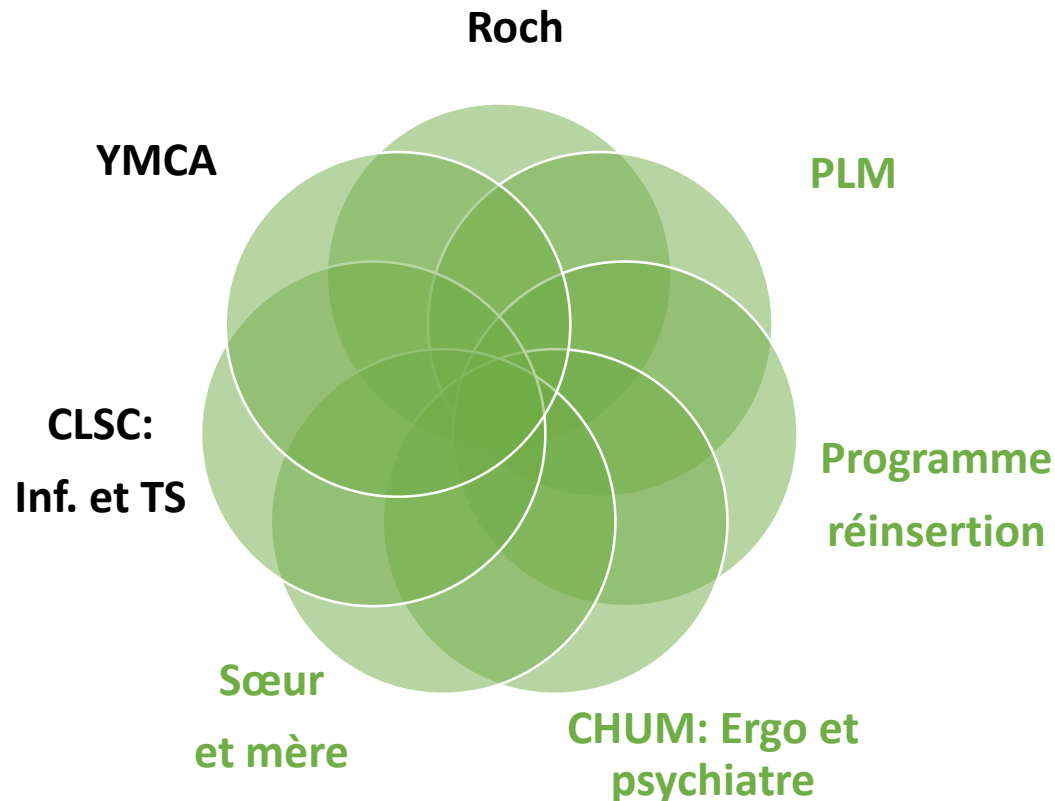 Roch
YMCA
PLM
CLSC:
Inf. et TS
Programme
réinsertion
Sœur
et mère
CHUM: Ergo et
psychiatre